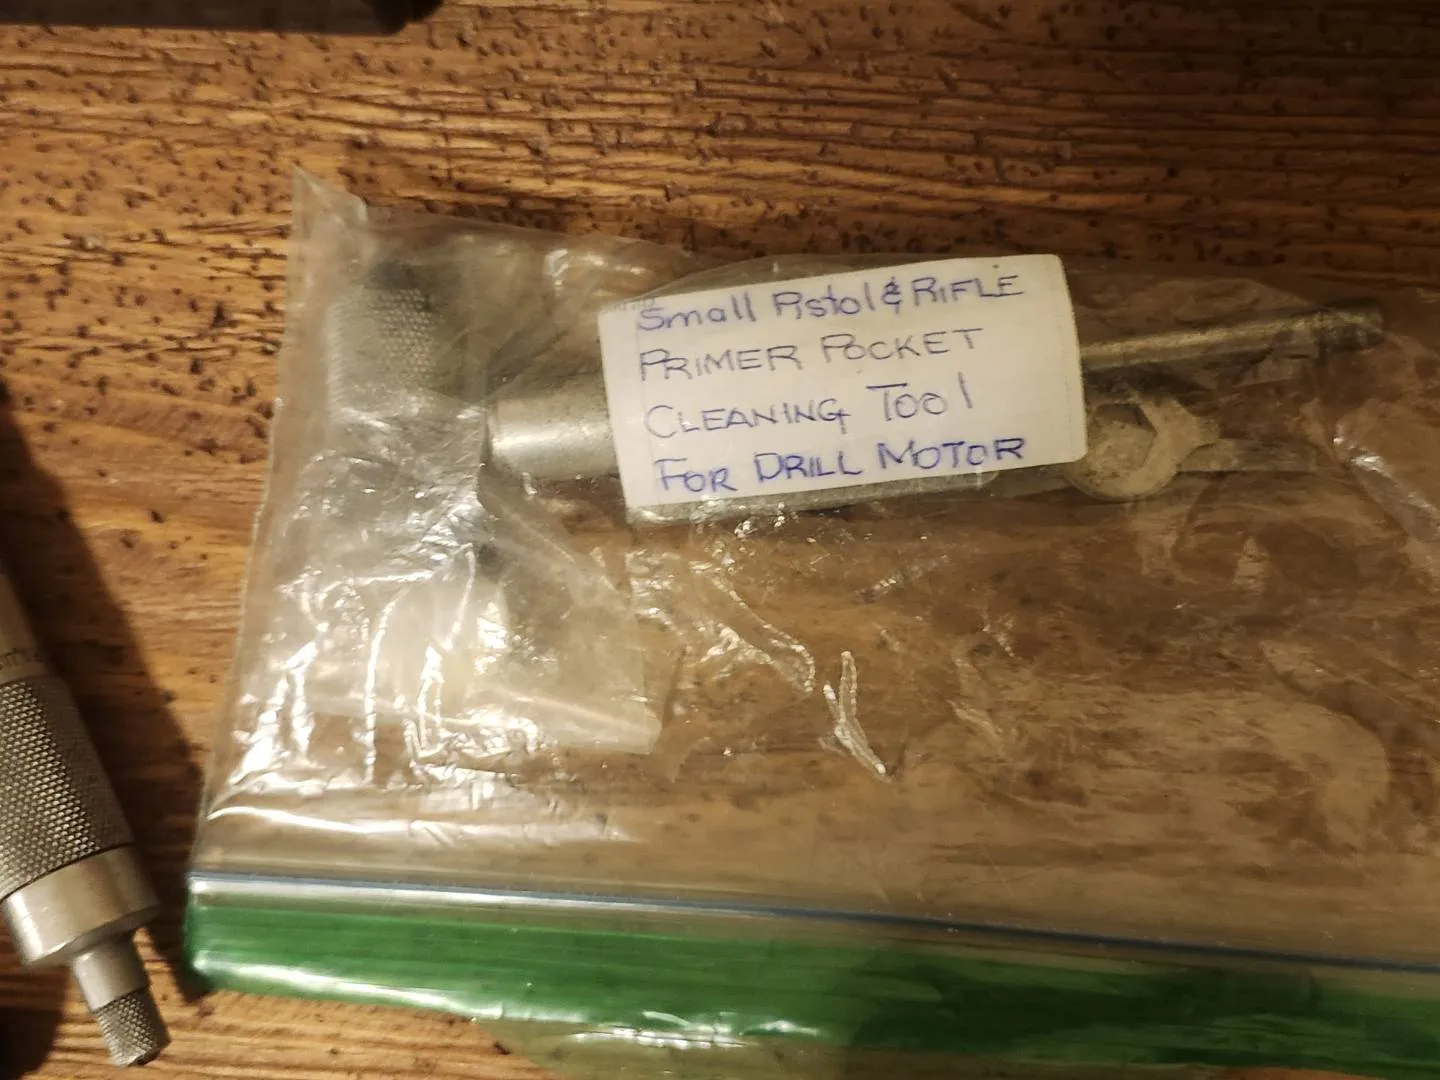 Small Pistol & RIFLE
PRIMER POCKET
CLEANING Tool
FOR DRILL MOTOR